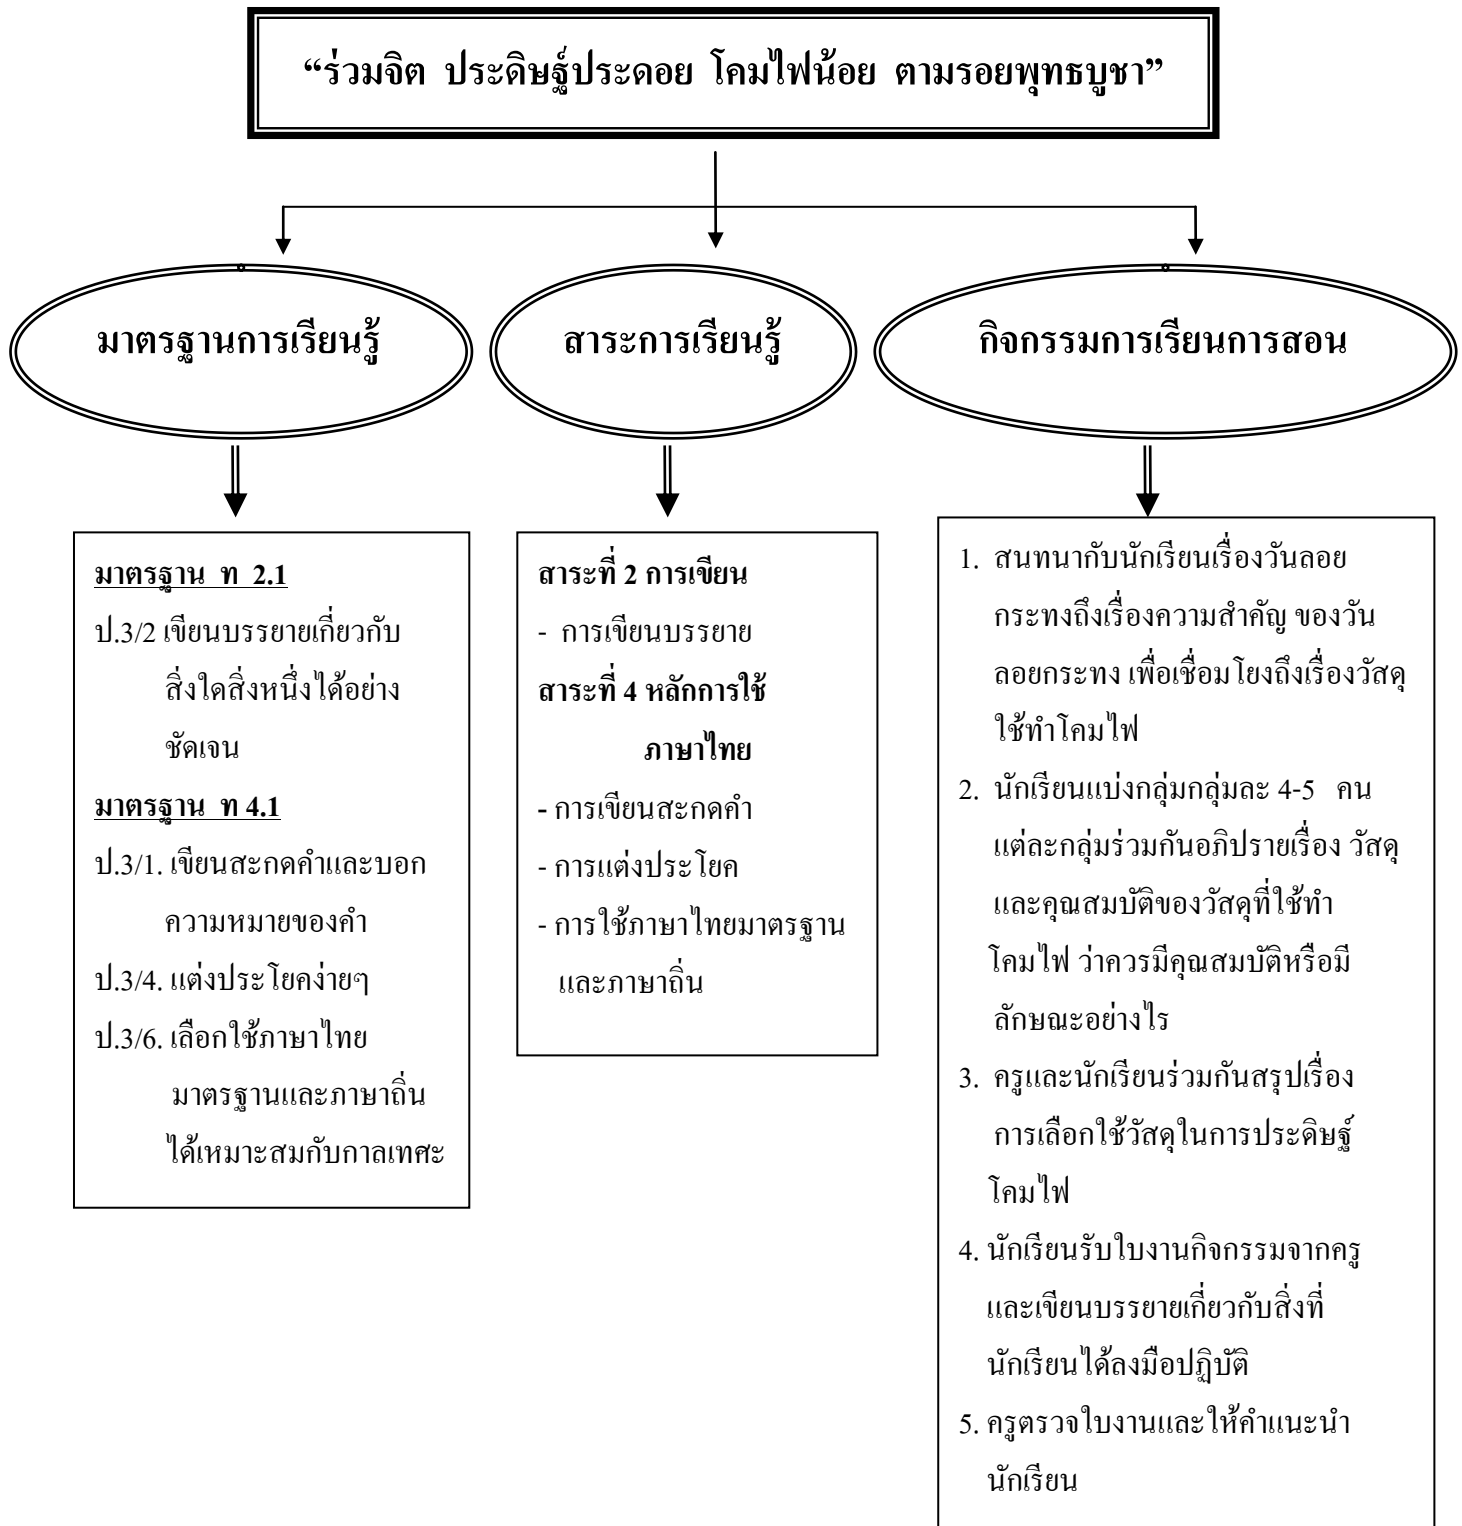 “ร่วมจิต ประดิษฐ์ประดอย โคมไฟน้อย ตามรอยพุทธบูชา”
มาตรฐานการเรียนรู้
สาระการเรียนรู้
กิจกรรมการเรียนการสอน
มาตรฐาน ท 2.1
ป.3/2 เขียนบรรยายเกี่ยวกับ
สิ่งใดสิ่งหนึ่งได้อย่าง
ชัดเจน
มาตรฐาน ท 4.1
ป.3/1. เขียนสะกดคำและบอก
ความหมายของคำ
ป.3/4. แต่งประโยคง่ายๆ
ป.3/6. เลือกใช้ภาษาไทย
มาตรฐานและภาษาถิ่น
ได้เหมาะสมกับกาลเทศะ
สาระที่ 2 การเขียน
- การเขียนบรรยาย
สาระที่ 4 หลักการใช้
ภาษาไทย
- การเขียนสะกดคำ
- การแต่งประโยค
- การใช้ภาษาไทยมาตรฐาน
และภาษาถิ่น
1. สนทนากับนักเรียนเรื่องวันลอย
กระทงถึงเรื่องความสำคัญ ของวัน
ลอยกระทง เพื่อเชื่อมโยงถึงเรื่องวัสดุ
ใช้ทำโคมไฟ
2. นักเรียนแบ่งกลุ่มกลุ่มละ 4-5 คน
แต่ละกลุ่มร่วมกันอภิปรายเรื่อง วัสดุ
และคุณสมบัติของวัสดุที่ใช้ทำ
โคมไฟ ว่าควรมีคุณสมบัติหรือมี
ลักษณะอย่างไร
3. ครูและนักเรียนร่วมกันสรุปเรื่อง
การเลือกใช้วัสดุในการประดิษฐ์
โคมไฟ
4. นักเรียนรับใบงานกิจกรรมจากครู
และเขียนบรรยายเกี่ยวกับสิ่งที่
นักเรียนได้ลงมือปฏิบัติ
5. ครูตรวจใบงานและให้คำแนะนำ
นักเรียน